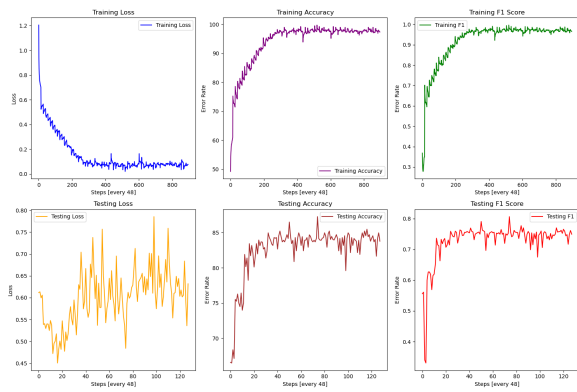 Training Loss
Training Accuracy
Training F1 Score
Training Loss
Training Accuracy
Training F1
Loss
Error Rate
Error Rate
1.2
1.0
0.8
0.6
0.4
0.2
0.0
100
90
80
70
60
50
1.0
0.9
0.8
0.7
0.6
0.5
0.4
0.3
0 200 400 600 800
0 200 400 600 800
0 200 400 600 800
Steps [every 48]
Steps [every 48]
Steps [every 48]
Testing Loss
Testing Accuracy
Testing F1 Score
Testing Loss
Testing Accuracy
Testing F1
Loss
Error Rate
Error Rate
0.80
0.75
0.70
0.65
0.60
0.55
0.50
0.45
85
80
75
70
0.8
0.7
0.6
0.5
0.4
0 20 40 60 80 100 120
0 20 40 60 80 100 120
0 20 40 60 80 100 120
Steps [every 48]
Steps [every 48]
Steps [every 48]